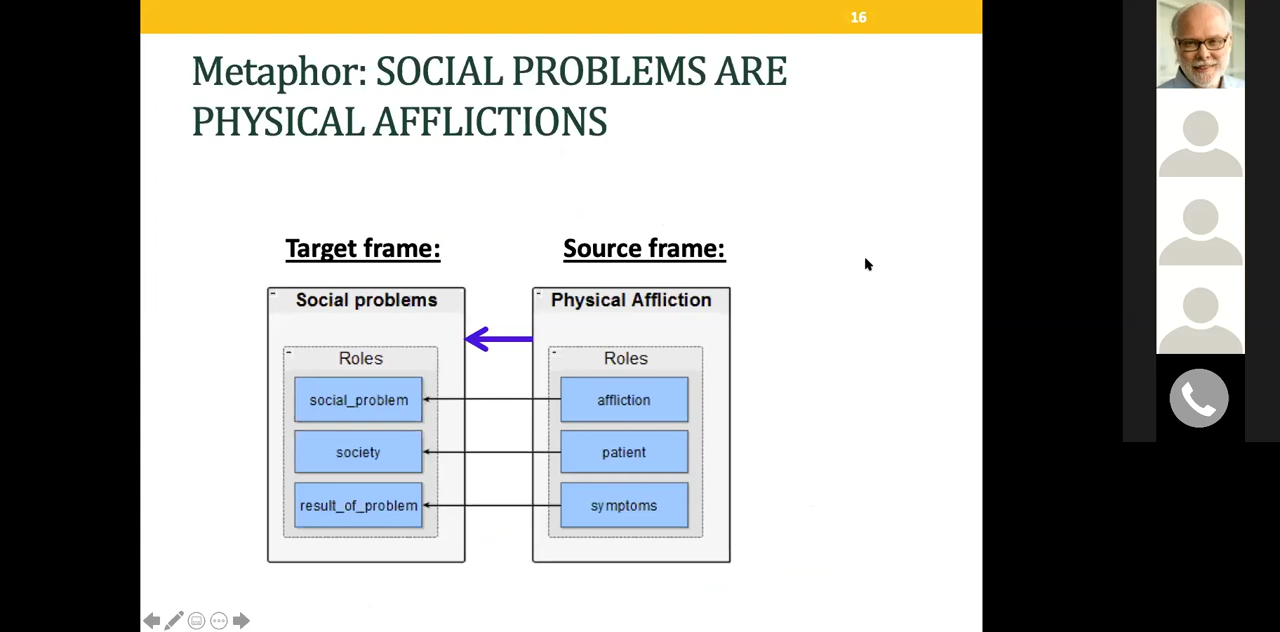 16
Metaphor: SOCIAL PROBLEMS ARE
PHYSICAL AFFLICTIONS
Target frame:
Source frame:
Social problems
Physical Affliction
Roles
Roles
social_problem
affliction
society
patient
result_of_problem
symptoms